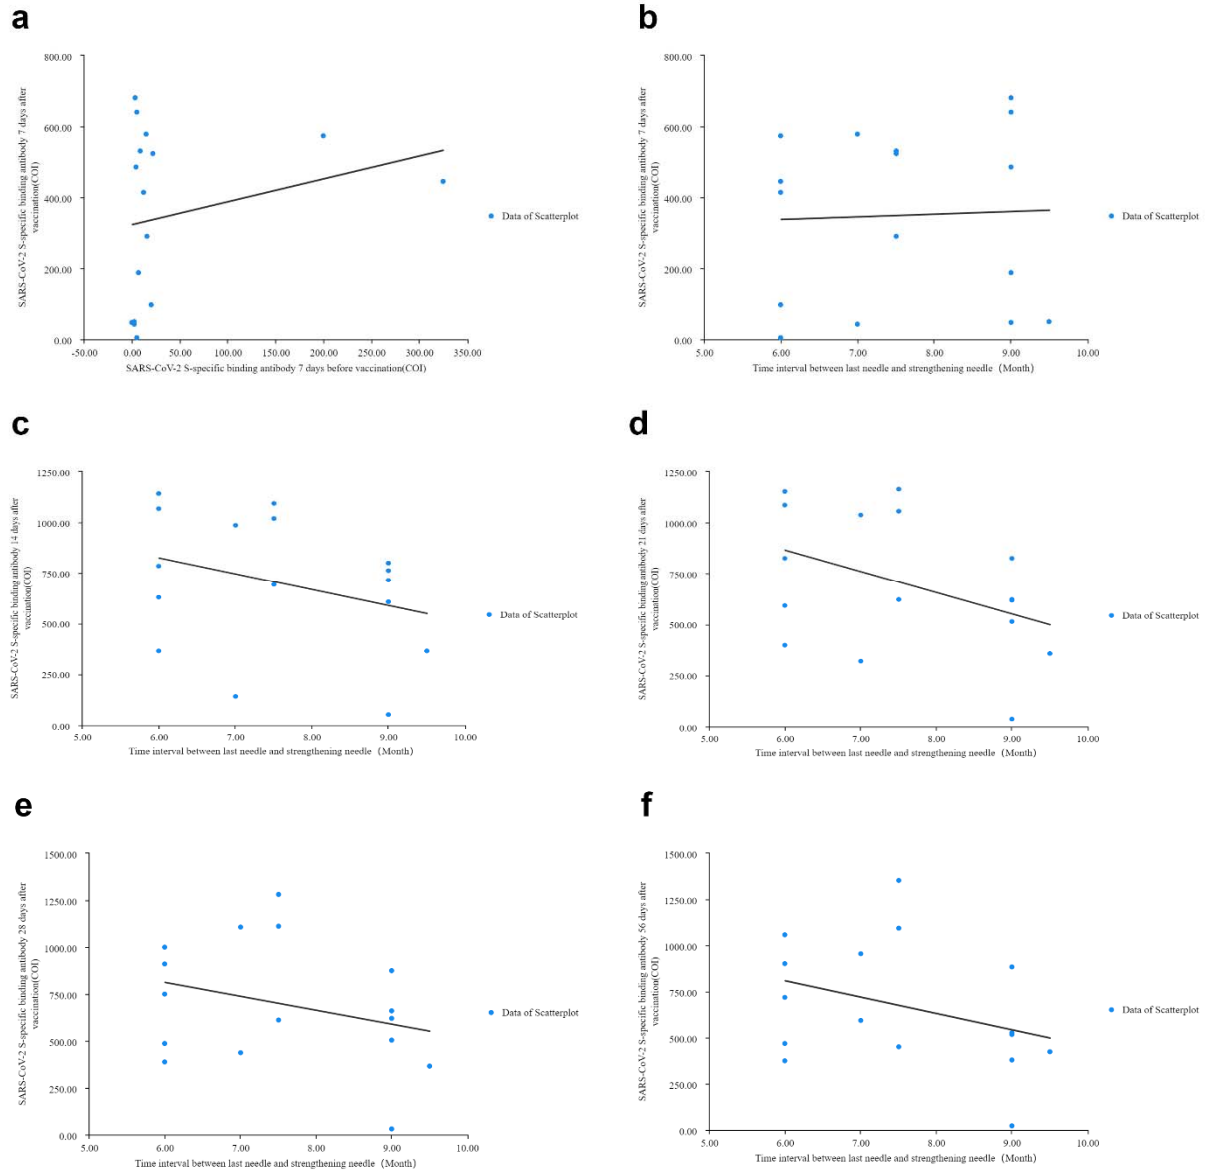 a
SARS-CoV-2 S-specific binding antibody 7 days after
vaccination(COI)
800.00
600.00
400.00
200.00
0.00
-50.00 0.00 50.00 100.00 150.00 200.00 250.00 300.00 350.00
SARS-CoV-2 S-specific binding antibody 7 days before vaccination(COI)
Data of Scatterplot
b
SARS-CoV-2 S-specific binding antibody 7 days after
vaccination(COI)
800.00
600.00
400.00
200.00
0.00
5.00 6.00 7.00 8.00 9.00 10.00
Time interval between last needle and strengthening needle（Month）
Data of Scatterplot
c
SARS-CoV-2 S-specific binding antibody 14 days after
vaccination(COI)
1250.00
1000.00
750.00
500.00
250.00
0.00
5.00 6.00 7.00 8.00 9.00 10.00
Time interval between last needle and strengthening needle（Month）
Data of Scatterplot
d
SARS-CoV-2 S-specific binding antibody 21 days after
vaccination(COI)
1250.00
1000.00
750.00
500.00
250.00
0.00
5.00 6.00 7.00 8.00 9.00 10.00
Time interval between last needle and strengthening needle（Month）
Data of Scatterplot
e
SARS-CoV-2 S-specific binding antibody 28 days after
vaccination(COI)
1500.00
1250.00
1000.00
750.00
500.00
250.00
0.00
5.00 6.00 7.00 8.00 9.00 10.00
Time interval between last needle and strengthening needle（Month）
Data of Scatterplot
f
SARS-CoV-2 S-specific binding antibody 56 days after
vaccination(COI)
1500.00
1250.00
1000.00
750.00
500.00
250.00
0.00
5.00 6.00 7.00 8.00 9.00 10.00
Time interval between last needle and strengthening needle（Month）
Data of Scatterplot